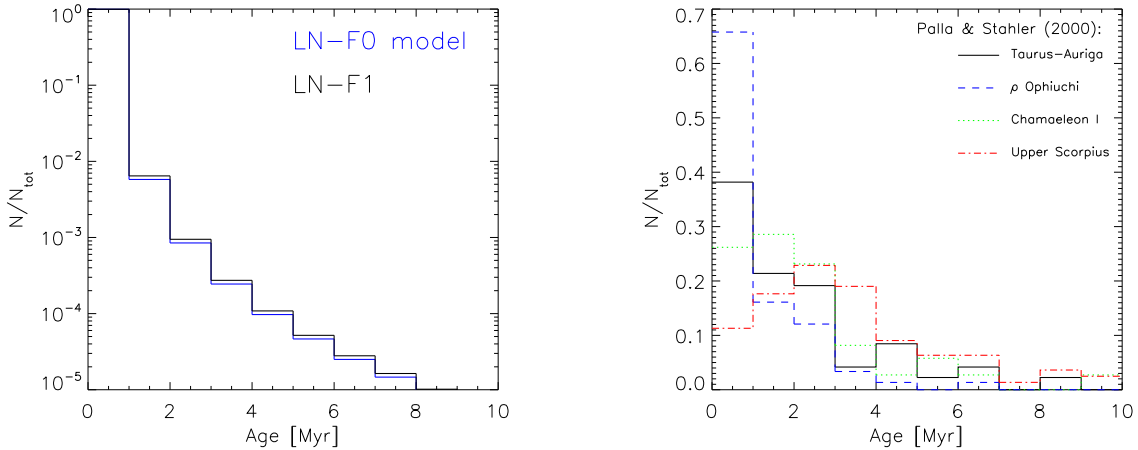 LN-F0 model
LN-F1
10^0
10^-1
10^-2
10^-3
10^-4
10^-5
N/N_tot
0 2 4 6 8 10
Age [Myr]
Palla & Stahler (2000):
Taurus-Auriga
ρ Ophiuchi
Chamaeleon I
Upper Scorpius
0.7
0.6
0.5
0.4
0.3
0.2
0.1
0.0
N/N_tot
0 2 4 6 8 10
Age [Myr]